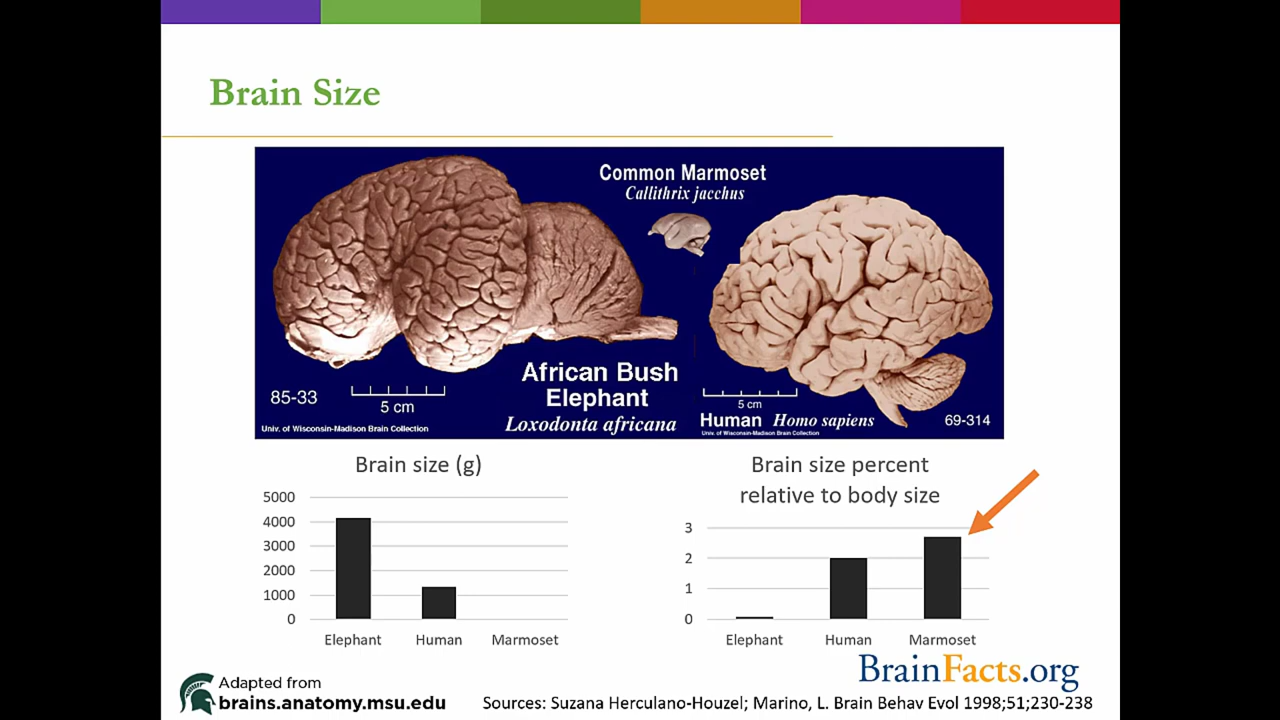 Brain Size
Common Marmoset
Callithrix jacchus
85-33
5 cm
Univ. of Wisconsin-Madison Brain Collection
African Bush
Elephant
Loxodonta africana
5 cm
Human Homo sapiens
69-314
Univ. of Wisconsin-Madison Brain Collection
Brain size (g)
5000
4000
3000
2000
1000
0
Elephant Human Marmoset
Brain size percent
relative to body size
3
2
1
0
Elephant Human Marmoset
BrainFacts.org
Adapted from
brains.anatomy.msu.edu
Sources: Suzana Herculano-Houzel; Marino, L. Brain Behav Evol 1998;51;230-238